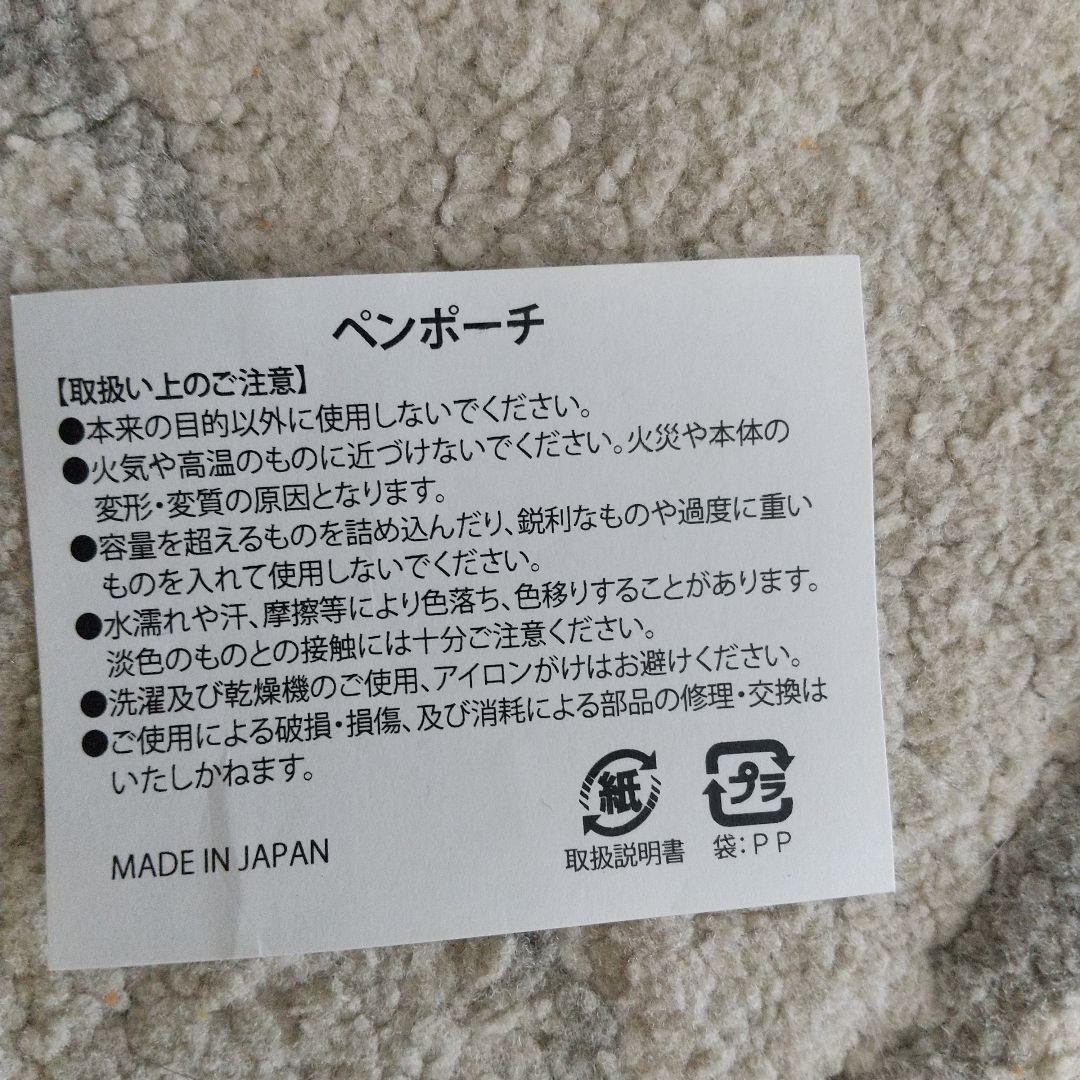 ペンポーチ
【取扱い上のご注意】
●本来の目的以外に使用しないでください。
●火気や高温のものに近づけないでください。火災や本体の
変形・変質の原因となります。
●容量を超えるものを詰め込んだり、鋭利なものや過度に重い
ものを入れて使用しないでください。
●水濡れや汗、摩擦等により色落ち、色移りすることがあります。
淡色のものとの接触には十分ご注意ください。
●洗濯及び乾燥機のご使用、アイロンがけはお避けください。
●ご使用による破損・損傷、及び消耗による部品の修理・交換は
いたしかねます。
紙
プラ
取扱説明書
袋:PP
MADE IN JAPAN